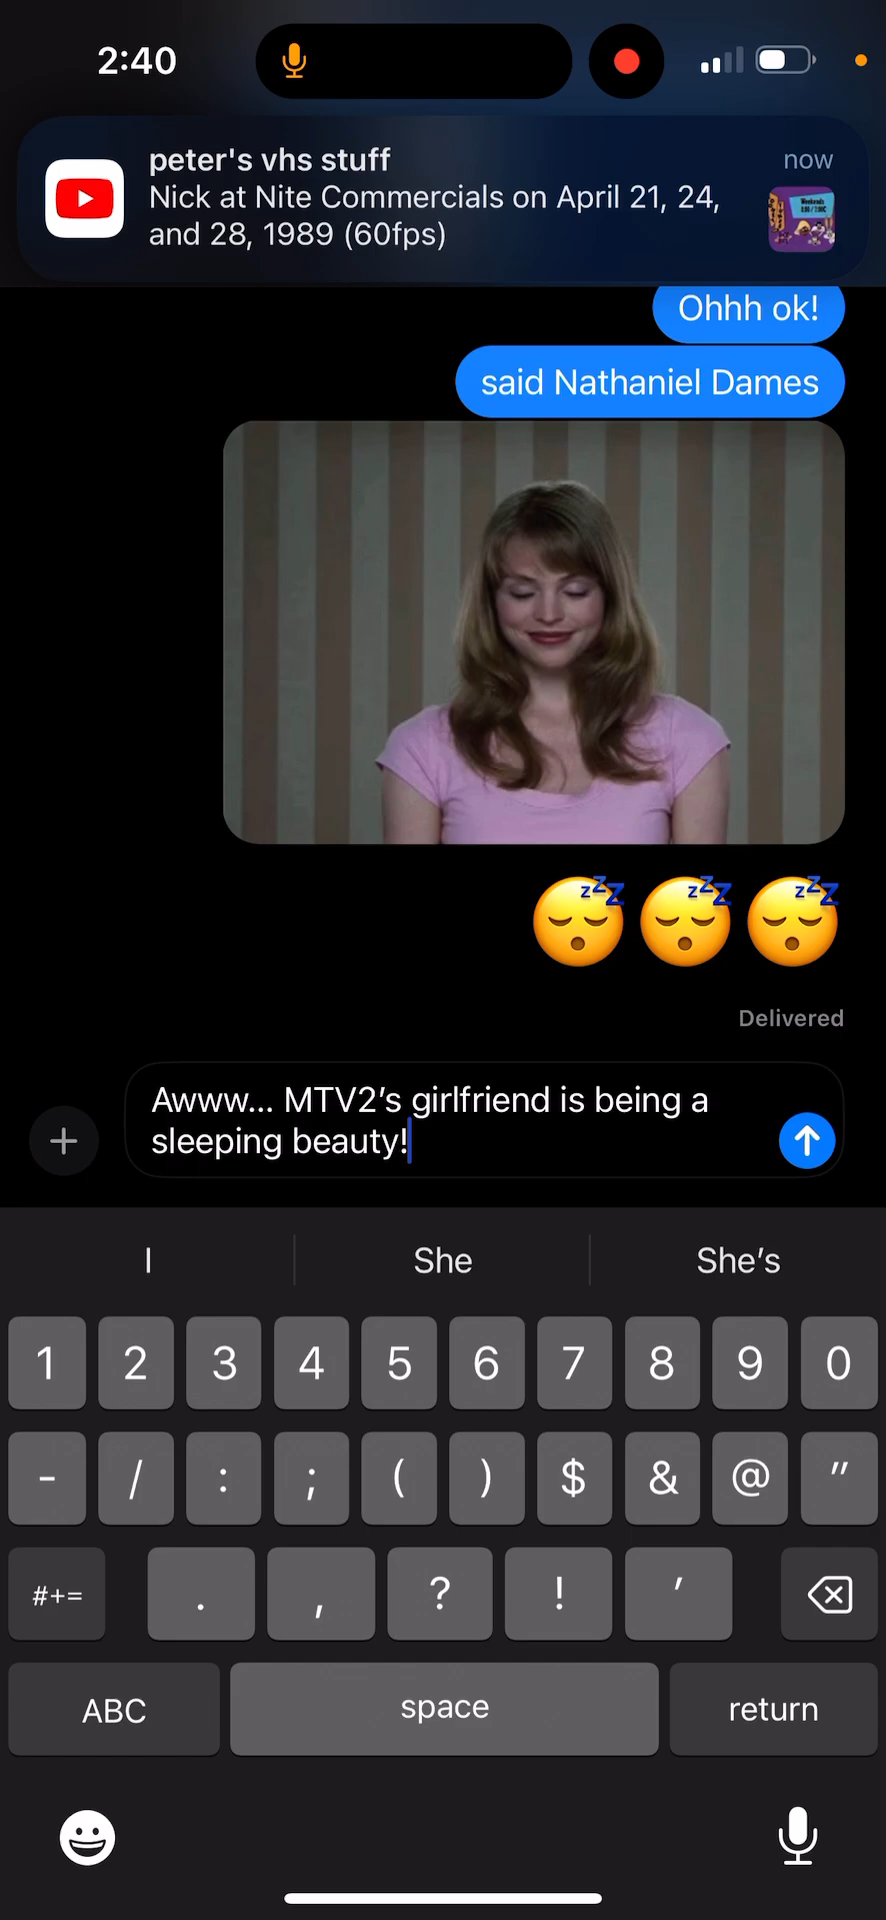 2:40
peter's vhs stuff
now
Nick at Nite Commercials on April 21, 24,
and 28, 1989 (60fps)
Ohhh ok!
said Nathaniel Dames
Delivered
Awww... MTV2’s girlfriend is being a
sleeping beauty!
I She She’s
1 2 3 4 5 6 7 8 9 0
- / : ; ( ) $ & @ "
#+= . , ? ! ’
ABC space return